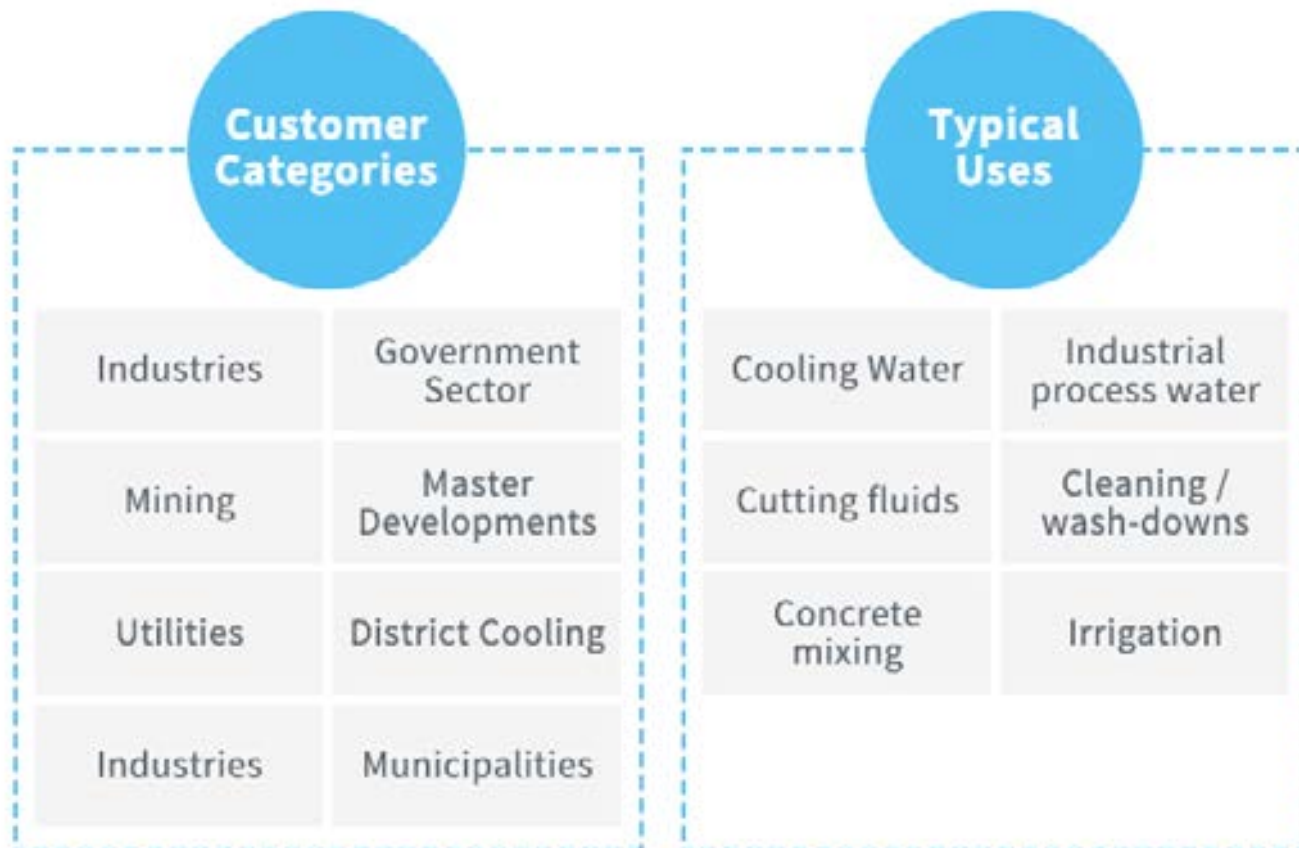 Customer
Categories
Industries
Government
Sector
Mining
Master
Developments
Utilities
District Cooling
Industries
Municipalities
Typical
Uses
Cooling Water
Industrial
process water
Cutting fluids
Cleaning /
wash-downs
Concrete
mixing
Irrigation